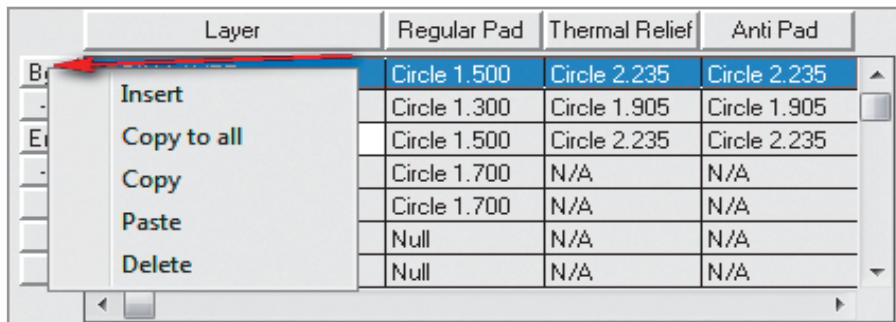 Layer Regular Pad Thermal Relief Anti Pad
Circle 1.500 Circle 2.235 Circle 2.235
Insert
Circle 1.300 Circle 1.905 Circle 1.905
Copy to all
Circle 1.500 Circle 2.235 Circle 2.235
Copy
Circle 1.700 N/A N/A
Circle 1.700 N/A N/A
Paste
Null N/A N/A
Delete
Null N/A N/A